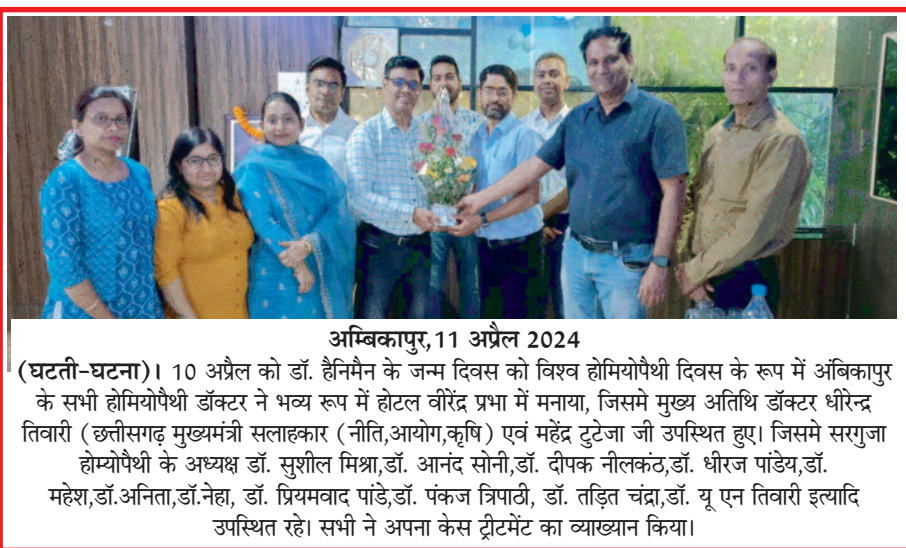 अम्बिकापुर,11 अप्रैल 2024
(घटती-घटना)। 10 अप्रैल को डॉ. हैनिमैन के जन्म दिवस को विश्व होमियोपैथी दिवस के रूप में अंबिकापुर
के सभी होमियोपैथी डॉक्टर ने भव्य रूप में होटल वीरेंद्र प्रभा में मनाया, जिसमे मुख्य अतिथि डॉक्टर धीरेन्द्र
तिवारी (छत्तीसगढ़ मुख्यमंत्री सलाहकार (नीति,आयोग,कृषि) एवं महेंद्र टुटेजा जी उपस्थित हुए। जिसमे सरगुजा
होम्योपैथी के अध्यक्ष डॉ. सुशील मिश्रा,डॉ. आनंद सोनी,डॉ. दीपक नीलकंठ,डॉ. धीरज पांडेय,डॉ.
महेश,डॉ.अनिता,डॉ.नेहा, डॉ. प्रियमवाद पांडे,डॉ. पंकज त्रिपाठी, डॉ. तड़ित चंद्रा,डॉ. यू एन तिवारी इत्यादि
उपस्थित रहे। सभी ने अपना केस ट्रीटमेंट का व्याख्यान किया।